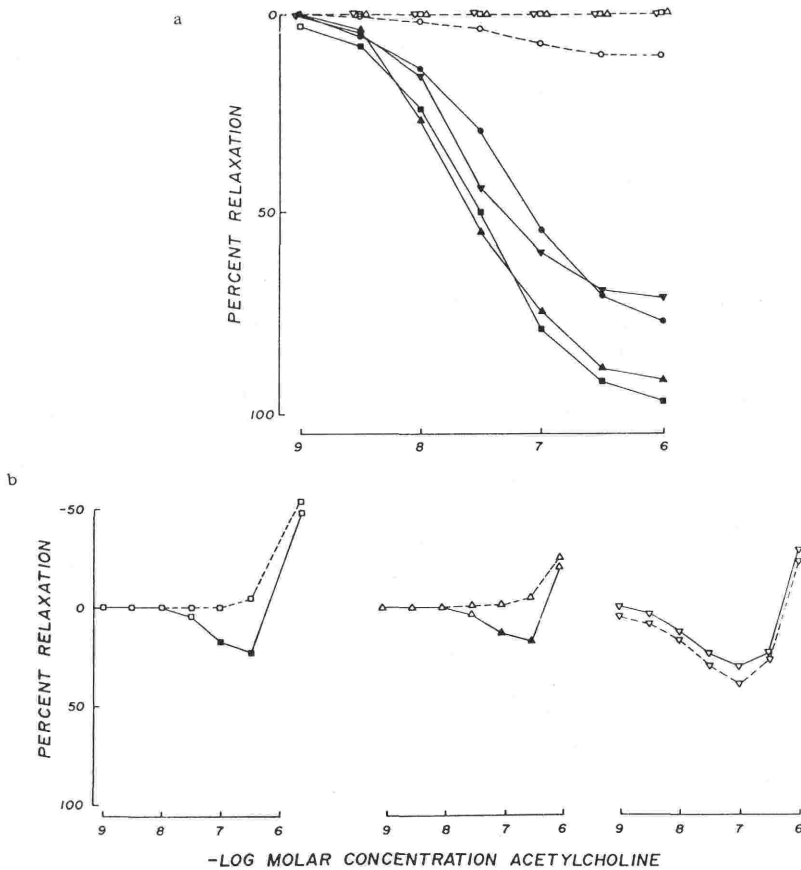 a
0
50
100
PERCENT RELAXATION
9 8 7 6
b
-50
0
50
100
PERCENT RELAXATION
9 8 7 6
9 8 7 6
9 8 7 6
-LOG MOLAR CONCENTRATION ACETYLCHOLINE